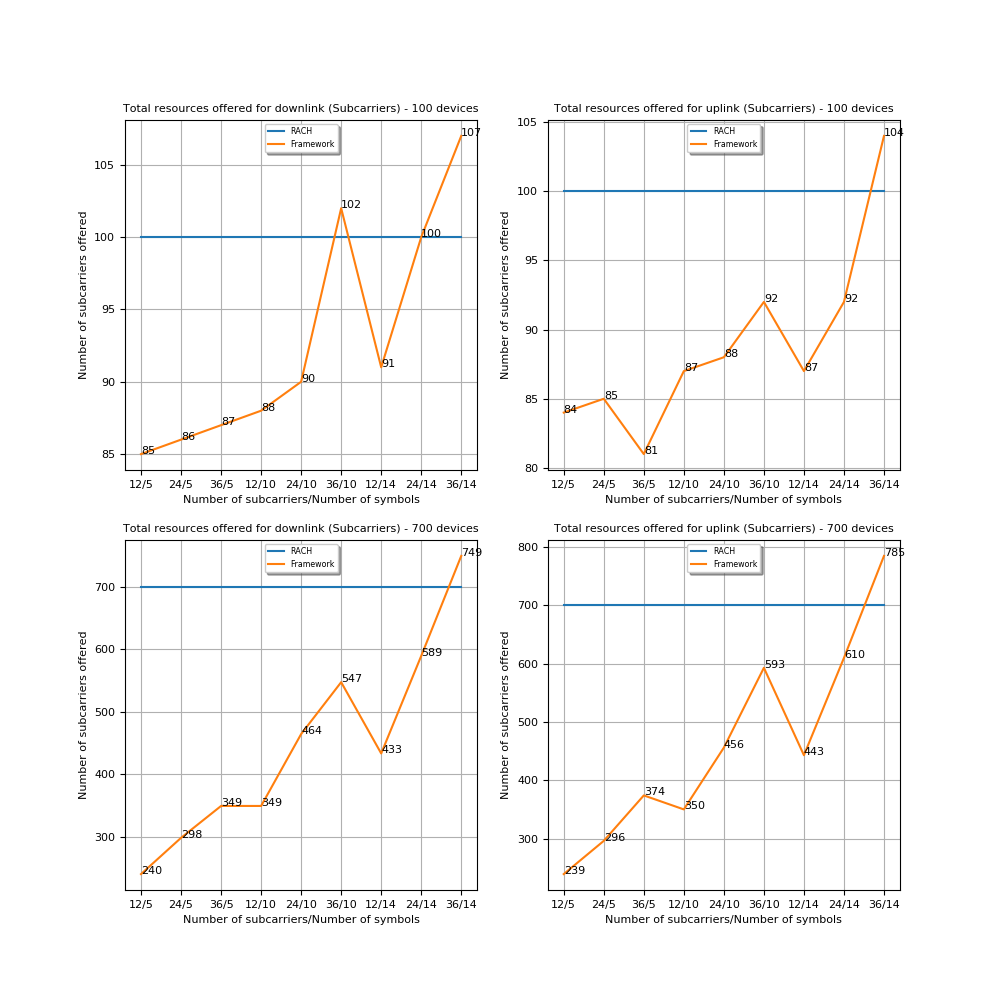 Total resources offered for downlink (Subcarriers) - 100 devices
RACH
Framework
Number of subcarriers offered
105
100
95
90
85
85
86
87
88
90
102
91
100
107
12/5 24/5 36/5 12/10 24/10 36/10 12/14 24/14 36/14
Number of subcarriers/Number of symbols
Total resources offered for uplink (Subcarriers) - 100 devices
RACH
Framework
Number of subcarriers offered
105
100
95
90
85
80
84
85
81
87
88
92
87
92
104
12/5 24/5 36/5 12/10 24/10 36/10 12/14 24/14 36/14
Number of subcarriers/Number of symbols
Total resources offered for downlink (Subcarriers) - 700 devices
RACH
Framework
Number of subcarriers offered
700
600
500
400
300
240
298
349
349
464
547
433
589
749
12/5 24/5 36/5 12/10 24/10 36/10 12/14 24/14 36/14
Number of subcarriers/Number of symbols
Total resources offered for uplink (Subcarriers) - 700 devices
RACH
Framework
Number of subcarriers offered
800
700
600
500
400
300
239
296
374
350
456
593
443
610
785
12/5 24/5 36/5 12/10 24/10 36/10 12/14 24/14 36/14
Number of subcarriers/Number of symbols